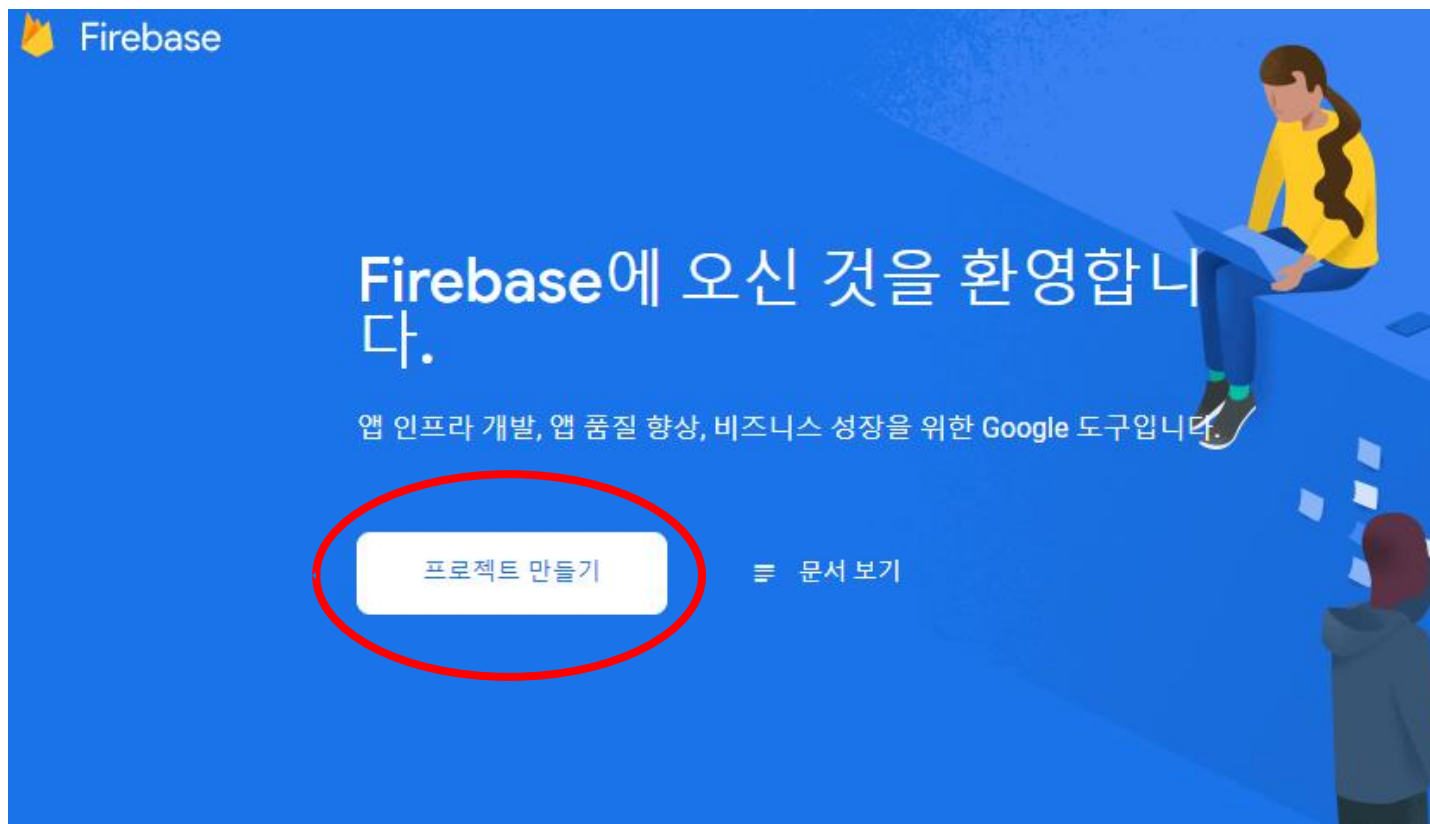 Firebase
Firebase에 오신 것을 환영합니
다.
앱 인프라 개발, 앱 품질 향상, 비즈니스 성장을 위한 Google 도구입니다.
프로젝트 만들기
문서 보기